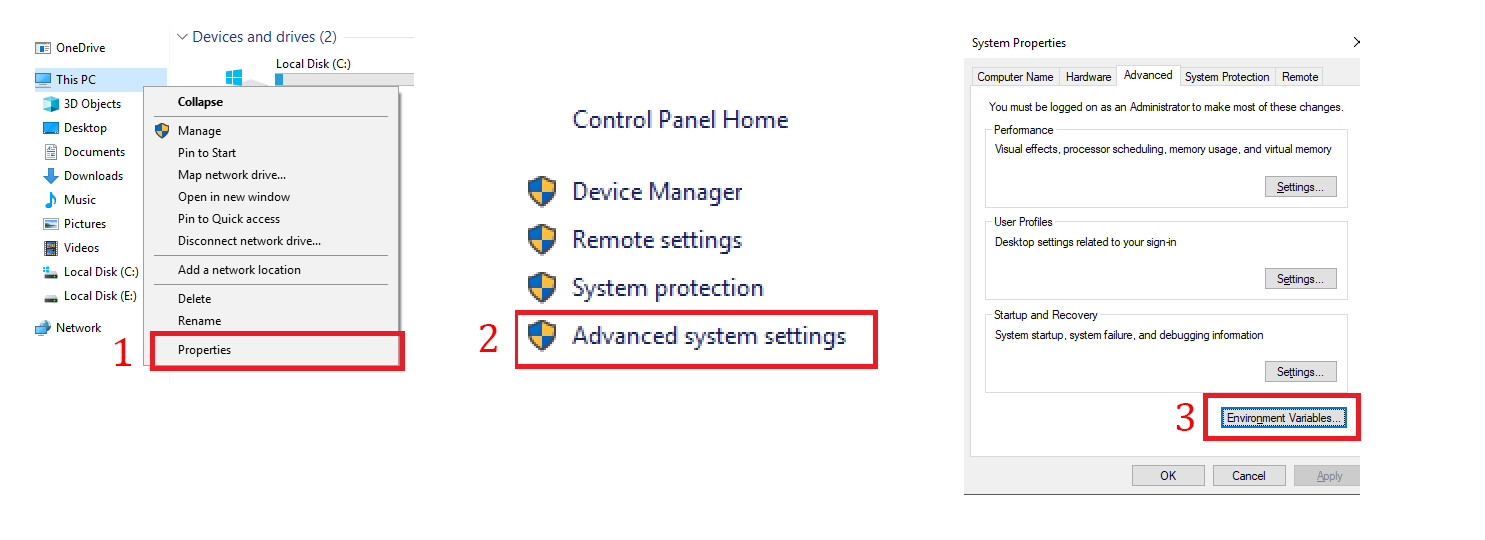 OneDrive
This PC
3D Objects
Desktop
Documents
Downloads
Music
Pictures
Videos
Local Disk (C:)
Local Disk (E:)
Network
Devices and drives (2)
Local Disk (C:)
Collapse
Manage
Pin to Start
Map network drive...
Open in new window
Pin to Quick access
Disconnect network drive...
Add a network location
Delete
Rename
1
Properties
Control Panel Home
Device Manager
Remote settings
System protection
2
Advanced system settings
System Properties
Computer Name
Hardware
Advanced
System Protection
Remote
You must be logged on as an Administrator to make most of these changes.
Performance
Visual effects, processor scheduling, memory usage, and virtual memory
Settings...
User Profiles
Desktop settings related to your sign-in
Settings...
Startup and Recovery
System startup, system failure, and debugging information
Settings...
3
Environment Variables...
OK
Cancel
Apply